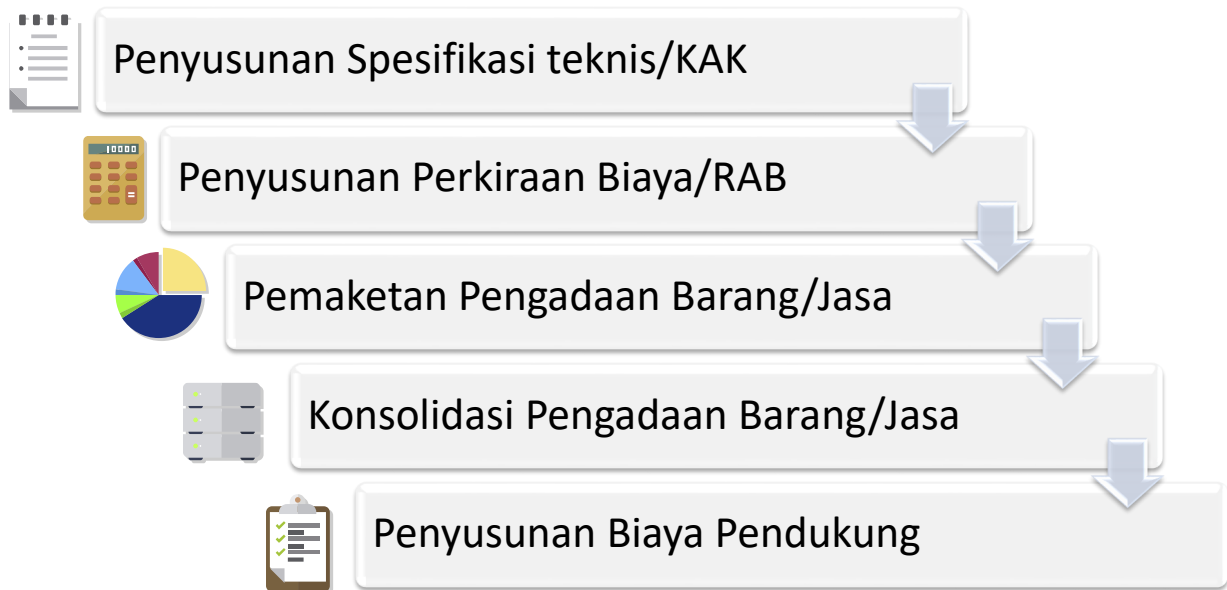 Penyusunan Spesifikasi teknis/KAK
10000
Penyusunan Perkiraan Biaya/RAB
Pemaketan Pengadaan Barang/Jasa
Konsolidasi Pengadaan Barang/Jasa
Penyusunan Biaya Pendukung